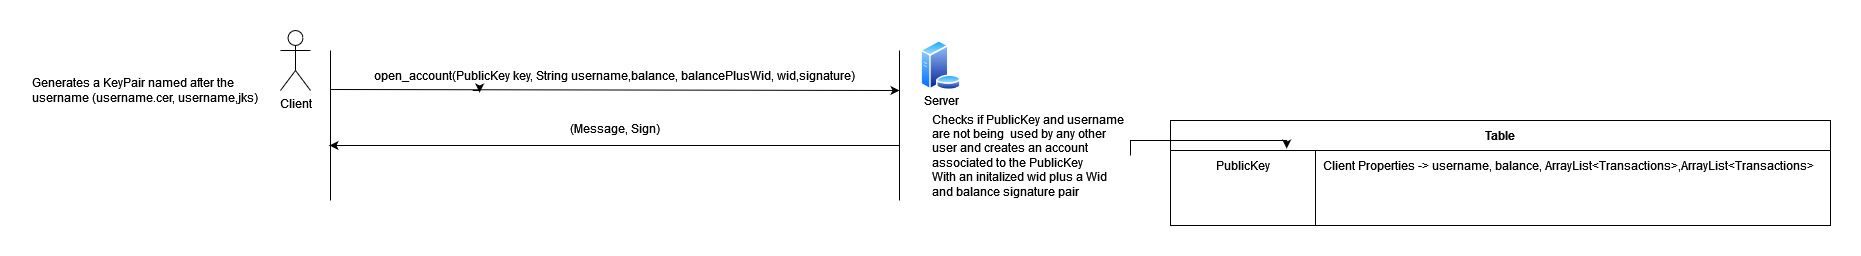 Generates a KeyPair named after the
username (username.cer, username,jks)
Client
open_account(PublicKey key, String username,balance, balancePlusWid, wid,signature)
(Message, Sign)
Server
Checks if PublicKey and username
are not being used by any other
user and creates an account
associated to the PublicKey
With an initalized wid plus a Wid
and balance signature pair
Table
PublicKey
Client Properties -> username, balance, ArrayList<Transactions>,ArrayList<Transactions>